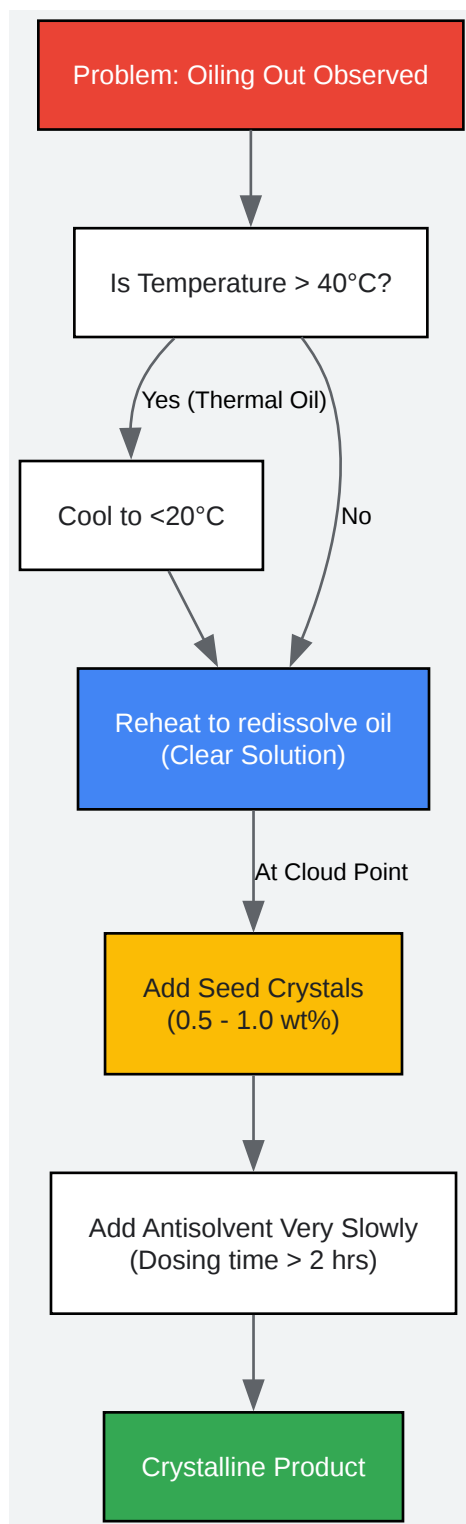 Problem: Oiling Out Observed
Is Temperature > 40°C?
Yes (Thermal Oil)
Cool to <20°C
No
Reheat to redissolve oil
(Clear Solution)
At Cloud Point
Add Seed Crystals
(0.5 - 1.0 wt%)
Add Antisolvent Very Slowly
(Dosing time > 2 hrs)
Crystalline Product